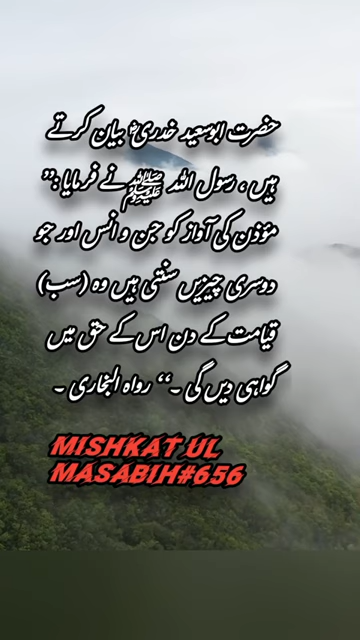 حضرت ابوسعید خدریؓ بیان کرتے
ہیں ، رسول اللہ ﷺ نے فرمایا :’’
مؤذن کی آواز کو جن و انس اور جو
دوسری چیزیں سنتی ہیں وہ (سب)
قیامت کے دن اس کے حق میں
گواہی دیں گی ۔‘‘ رواہ البخاری ۔
MISHKAT UL
MASABIH#656